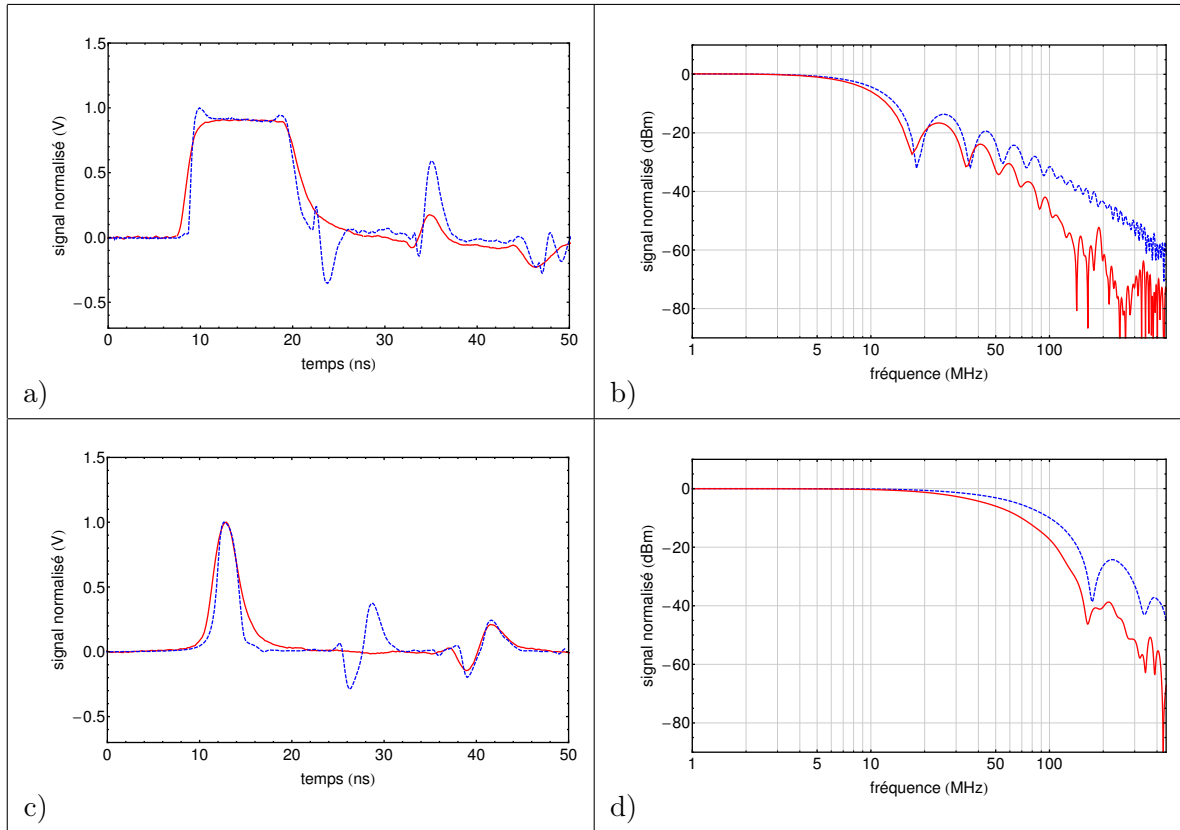 signal normalisé (V)
1.5
1.0
0.5
0.0
−0.5
0 10 20 30 40 50
temps (ns)
a)
signal normalisé (dBm)
0
−20
−40
−60
−80
1 5 10 50 100
fréquence (MHz)
b)
signal normalisé (V)
1.5
1.0
0.5
0.0
−0.5
0 10 20 30 40 50
temps (ns)
c)
signal normalisé (dBm)
0
−20
−40
−60
−80
1 5 10 50 100
fréquence (MHz)
d)